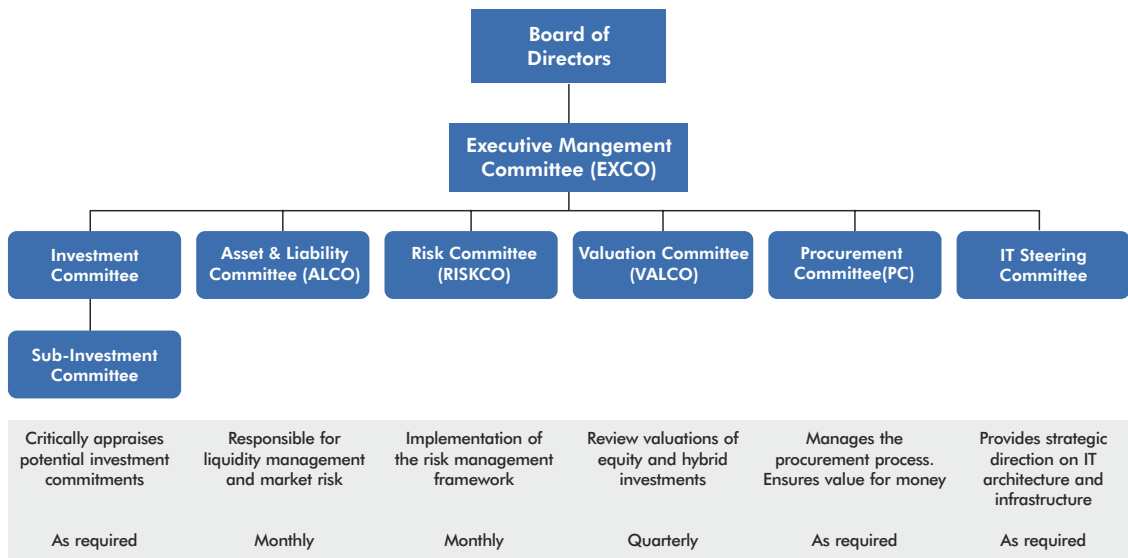 Board of
Directors
Executive Mangement
Committee (EXCO)
Investment
Committee
Asset & Liability
Committee (ALCO)
Risk Committee
(RISKCO)
Valuation Committee
(VALCO)
Procurement
Committee(PC)
IT Steering
Committee
Sub-Investment
Committee
Critically appraises
potential investment
commitments
Responsible for
liquidity management
and market risk
Implementation of
the risk management
framework
Review valuations of
equity and hybrid
investments
Manages the
procurement process.
Ensures value for money
Provides strategic
direction on IT
architecture and
infrastructure
As required
Monthly
Monthly
Quarterly
As required
As required